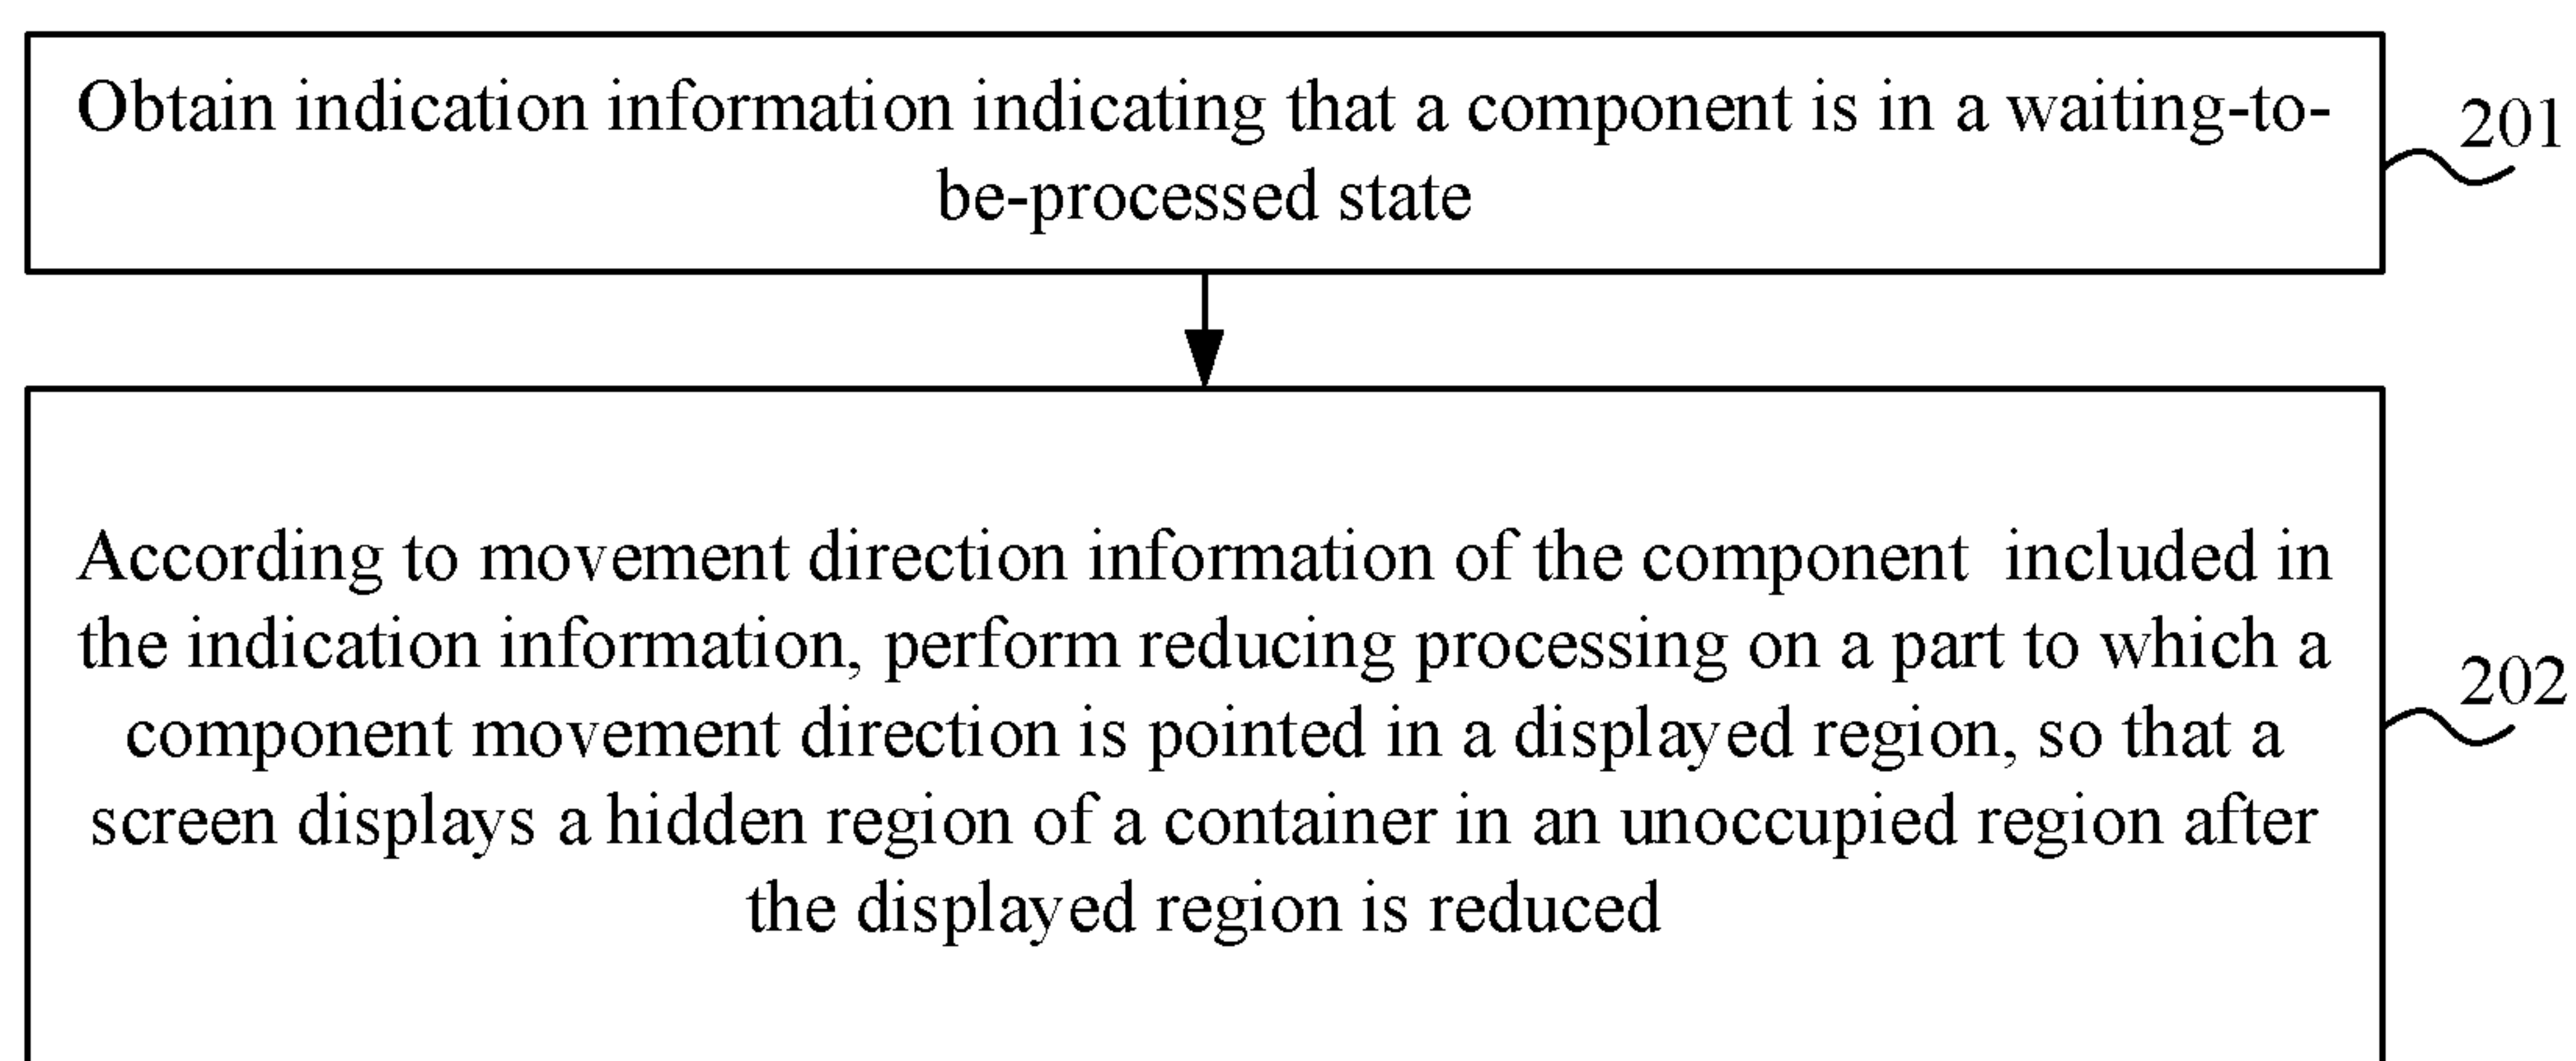 Obtain indication information indicating that a component is in a waiting-to-
be-processed state
201
According to movement direction information of the component included in
the indication information, perform reducing processing on a part to which a
component movement direction is pointed in a displayed region, so that a
screen displays a hidden region of a container in an unoccupied region after
the displayed region is reduced
202